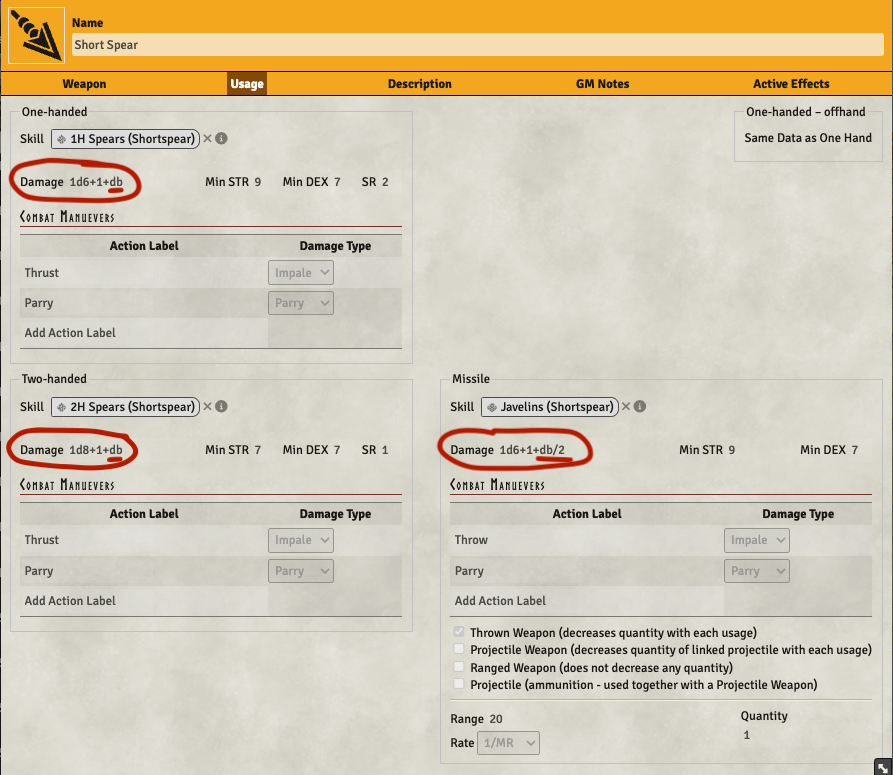 Name
Short Spear
Weapon Usage Description GM Notes Active Effects
One-handed
Skill 1H Spears (Shortspear)
Damage 1d6+1+db Min STR 9 Min DEX 7 SR 2
Combat Manuevers
Action Label Damage Type
Thrust Impale
Parry Parry
Add Action Label
One-handed – offhand
Same Data as One Hand
Two-handed
Skill 2H Spears (Shortspear)
Damage 1d8+1+db Min STR 7 Min DEX 7 SR 1
Combat Manuevers
Action Label Damage Type
Thrust Impale
Parry Parry
Add Action Label
Missile
Skill Javelins (Shortspear)
Damage 1d6+1+db/2 Min STR 9 Min DEX 7
Combat Manuevers
Action Label Damage Type
Throw Impale
Parry Parry
Add Action Label
Thrown Weapon (decreases quantity with each usage)
Projectile Weapon (decreases quantity of linked projectile with each usage)
Ranged Weapon (does not decrease any quantity)
Projectile (ammunition - used together with a Projectile Weapon)
Range 20
Rate 1/MR
Quantity
1